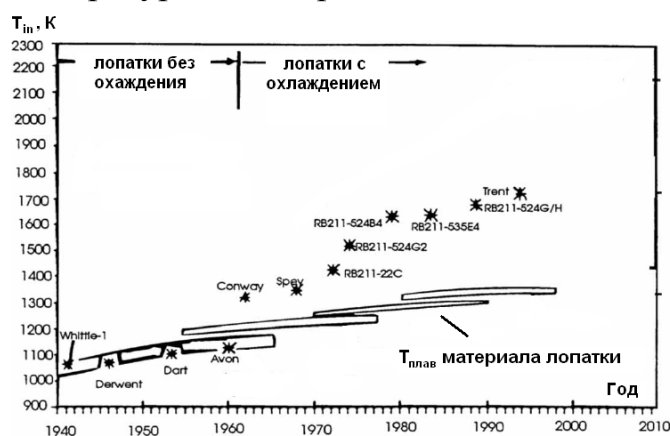 T in , К
2300
2200
2100
2000
1900
1800
1700
1600
1500
1400
1300
1200
1100
1000
900
лопатки без
охаждения
лопатки с
охлаждением
Trent
RB211-524G/H
RB211-524B4
RB211-535E4
RB211-524G2
RB211-22C
Conway
Spey
Whittle-1
Derwent
Dart
Avon
Tплав материала лопатки
Год
1940
1950
1960
1970
1980
1990
2000
2010